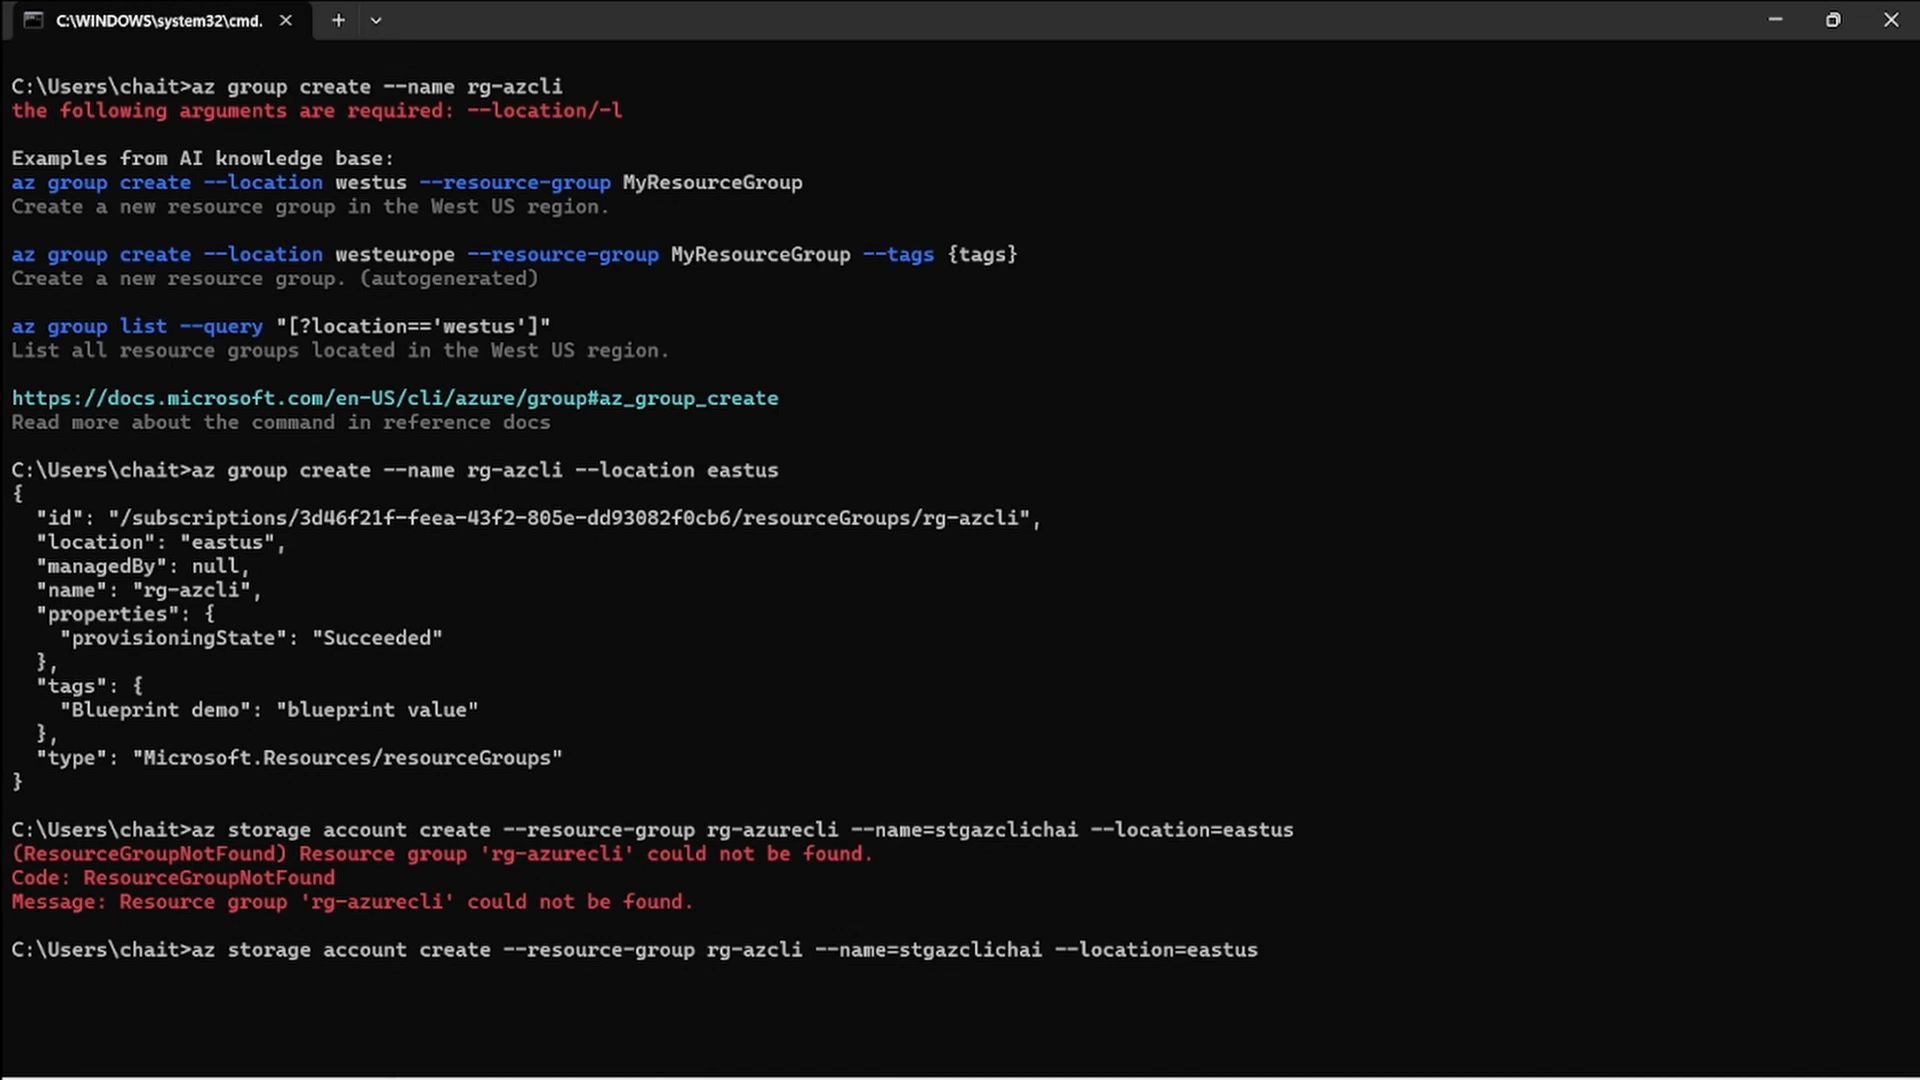 C:\WINDOWS\system32\cmd.
C:\Users\chait>az group create --name rg-azcli
the following arguments are required: --location/-l
Examples from AI knowledge base:
az group create --location westus --resource-group MyResourceGroup
Create a new resource group in the West US region.
az group create --location westeurope --resource-group MyResourceGroup --tags {tags}
Create a new resource group. (autogenerated)
az group list --query "[?location=='westus']"
List all resource groups located in the West US region.
https://docs.microsoft.com/en-US/cli/azure/group#az_group_create
Read more about the command in reference docs
C:\Users\chait>az group create --name rg-azcli --location eastus
{
  "id": "/subscriptions/3d46f21f-feea-43f2-805e-dd93082f0cb6/resourceGroups/rg-azcli",
  "location": "eastus",
  "managedBy": null,
  "name": "rg-azcli",
  "properties": {
    "provisioningState": "Succeeded"
  },
  "tags": {
    "Blueprint demo": "blueprint value"
  },
  "type": "Microsoft.Resources/resourceGroups"
}
C:\Users\chait>az storage account create --resource-group rg-azurecli --name=stgazclichai --location=eastus
(ResourceGroupNotFound) Resource group 'rg-azurecli' could not be found.
Code: ResourceGroupNotFound
Message: Resource group 'rg-azurecli' could not be found.
C:\Users\chait>az storage account create --resource-group rg-azcli --name=stgazclichai --location=eastus